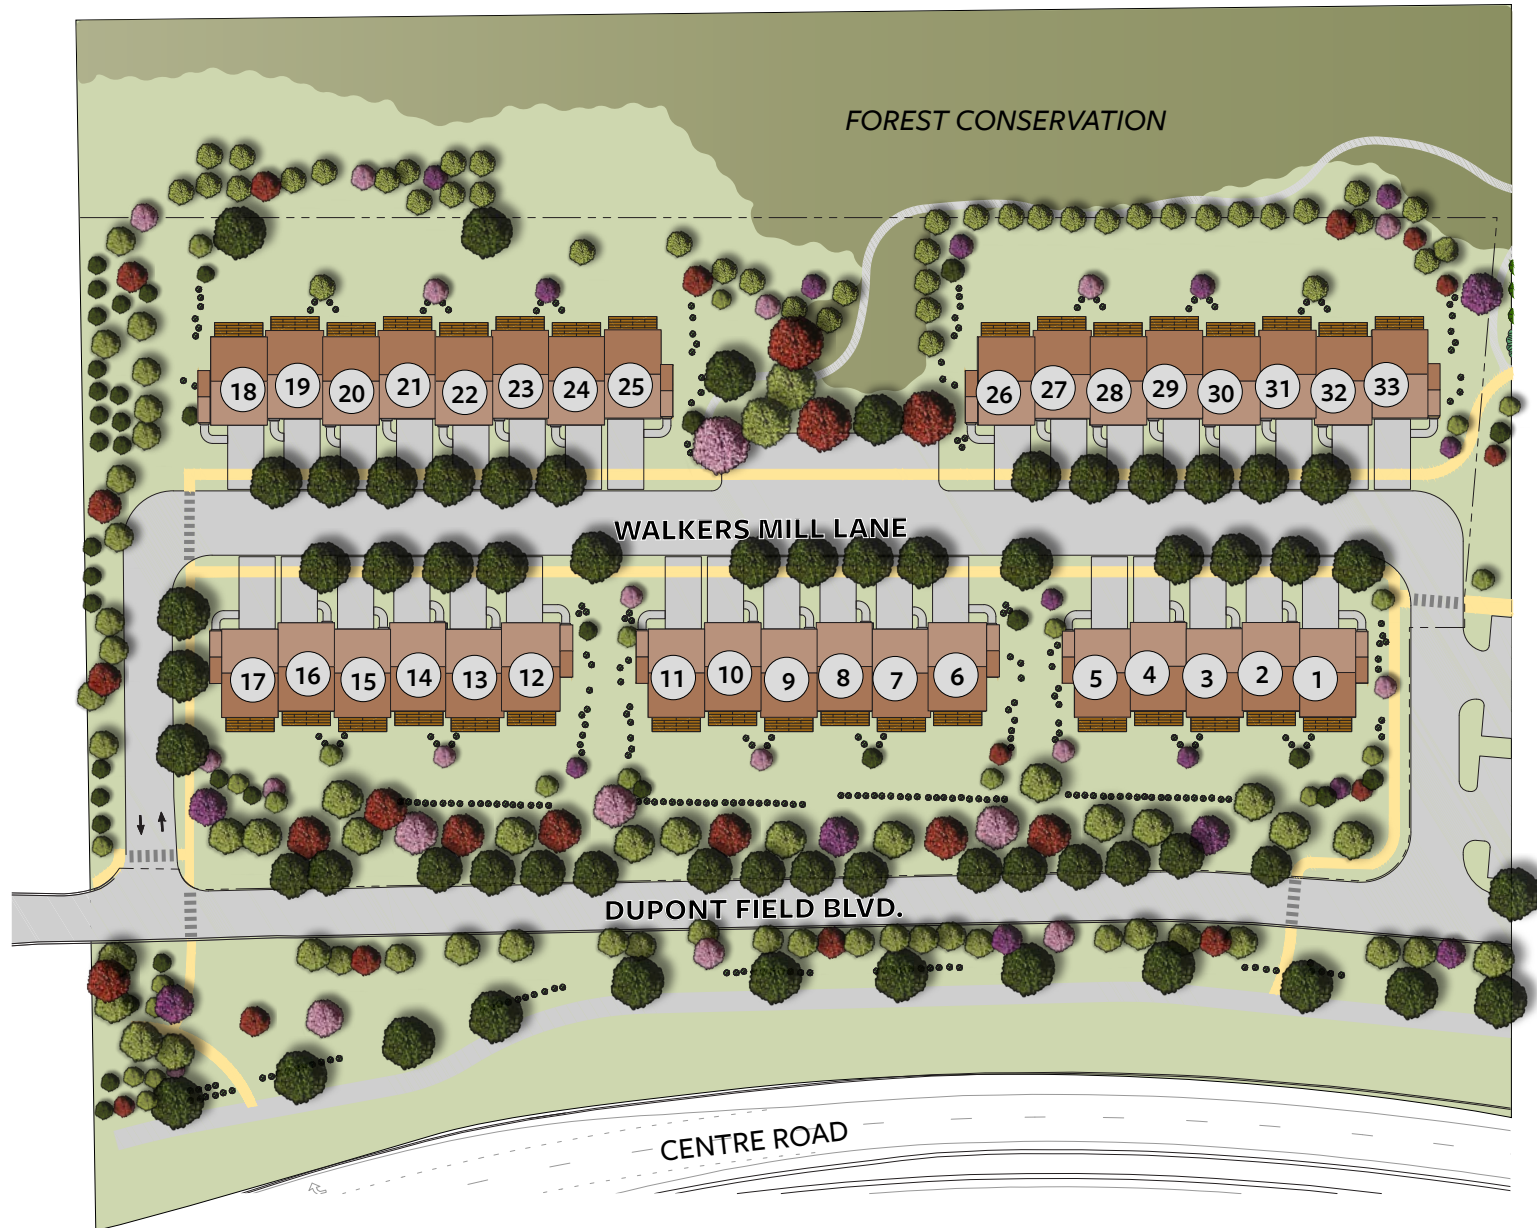 FOREST CONSERVATION
18 19 20 21 22 23 24 25
26 27 28 29 30 31 32 33
WALKERS MILL LANE
17 16 15 14 13 12
11 10 9 8 7 6
5 4 3 2 1
DUPONT FIELD BLVD.
CENTRE ROAD